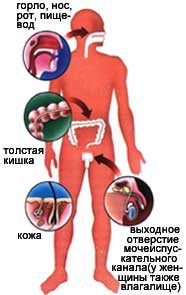 горло, нос,
рот, пище-
вод
толстая
кишка
кожа
выходное
отверстие
мочеиспус-
кательного
канала(у жен-
щины также
влагалище)